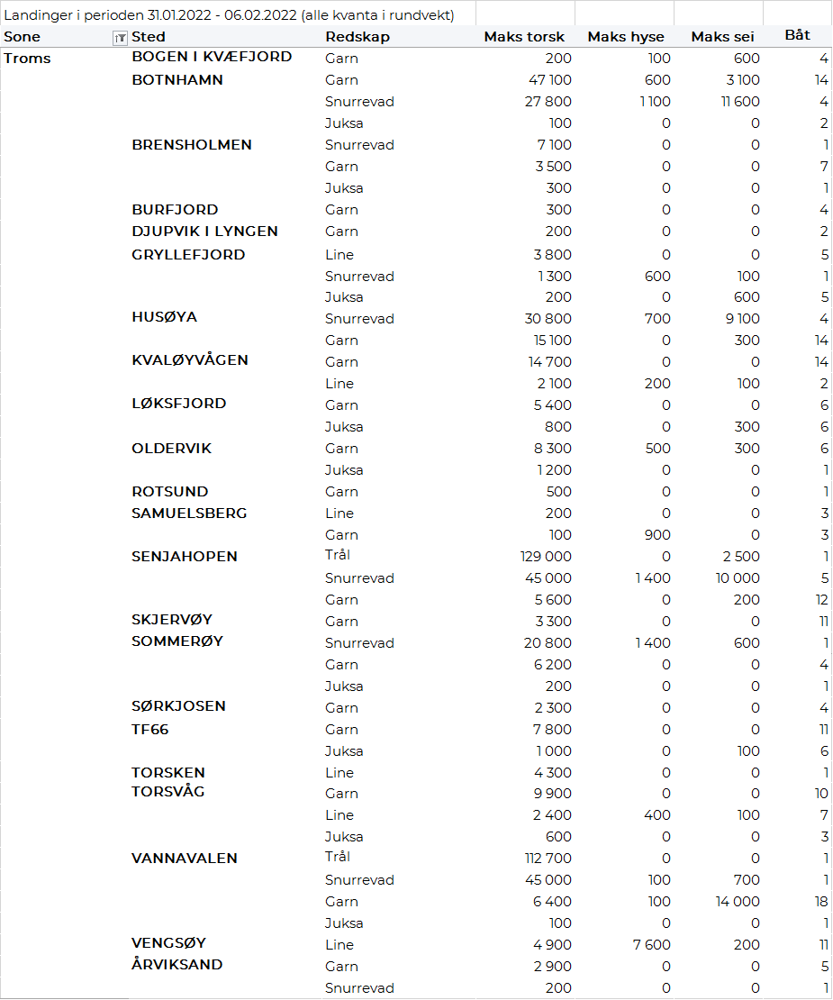 Landinger i perioden 31.01.2022 - 06.02.2022 (alle kvanta i rundvekt)
Sone Sted Redskap Maks torsk Maks hyse Maks sei Båt
Troms BOGEN I KVÆFJORD Garn 200 100 600 4
BOTNHAMN Garn 47 100 600 3 100 14
Snurrevad 27 800 1 100 11 600 4
Juksa 100 0 0 2
BRENSHOLMEN Snurrevad 7 100 0 0 1
Garn 3 500 0 0 7
Juksa 300 0 0 1
BURFJORD Garn 300 0 0 4
DJUPVIK I LYNGEN Garn 200 0 0 2
GRYLLEFJORD Line 3 800 0 0 5
Snurrevad 1 300 600 100 1
Juksa 200 0 600 5
HUSØYA Snurrevad 30 800 700 9 100 4
Garn 15 100 0 300 14
KVALØYVÅGEN Garn 14 700 0 0 14
Line 2 100 200 100 2
LØKSFJORD Garn 5 400 0 0 6
Juksa 800 0 300 6
OLDERVIK Garn 8 300 500 300 6
Juksa 1 200 0 0 1
ROTSUND Garn 500 0 0 1
SAMUELSBERG Line 200 0 0 3
Garn 100 900 0 3
SENJAHOPEN Trål 129 000 0 2 500 1
Snurrevad 45 000 1 400 10 000 5
Garn 5 600 0 200 12
SKJERVØY Garn 3 300 0 0 11
SOMMERØY Snurrevad 20 800 1 400 600 1
Garn 6 200 0 0 4
Juksa 200 0 0 1
SØRKJOSEN Garn 2 300 0 0 4
TF66 Garn 7 800 0 0 11
Juksa 1 000 0 100 6
TORSKEN Line 4 300 0 0 1
TORSVÅG Garn 9 900 0 0 10
Line 2 400 400 100 7
Juksa 600 0 0 3
VANNAVALEN Trål 112 700 0 0 1
Snurrevad 45 000 100 700 1
Garn 6 400 100 14 000 18
Juksa 100 0 0 1
VENGSØY Line 4 900 7 600 200 11
ÅRVIKSAND Garn 2 900 0 0 5
Snurrevad 200 0 0 1